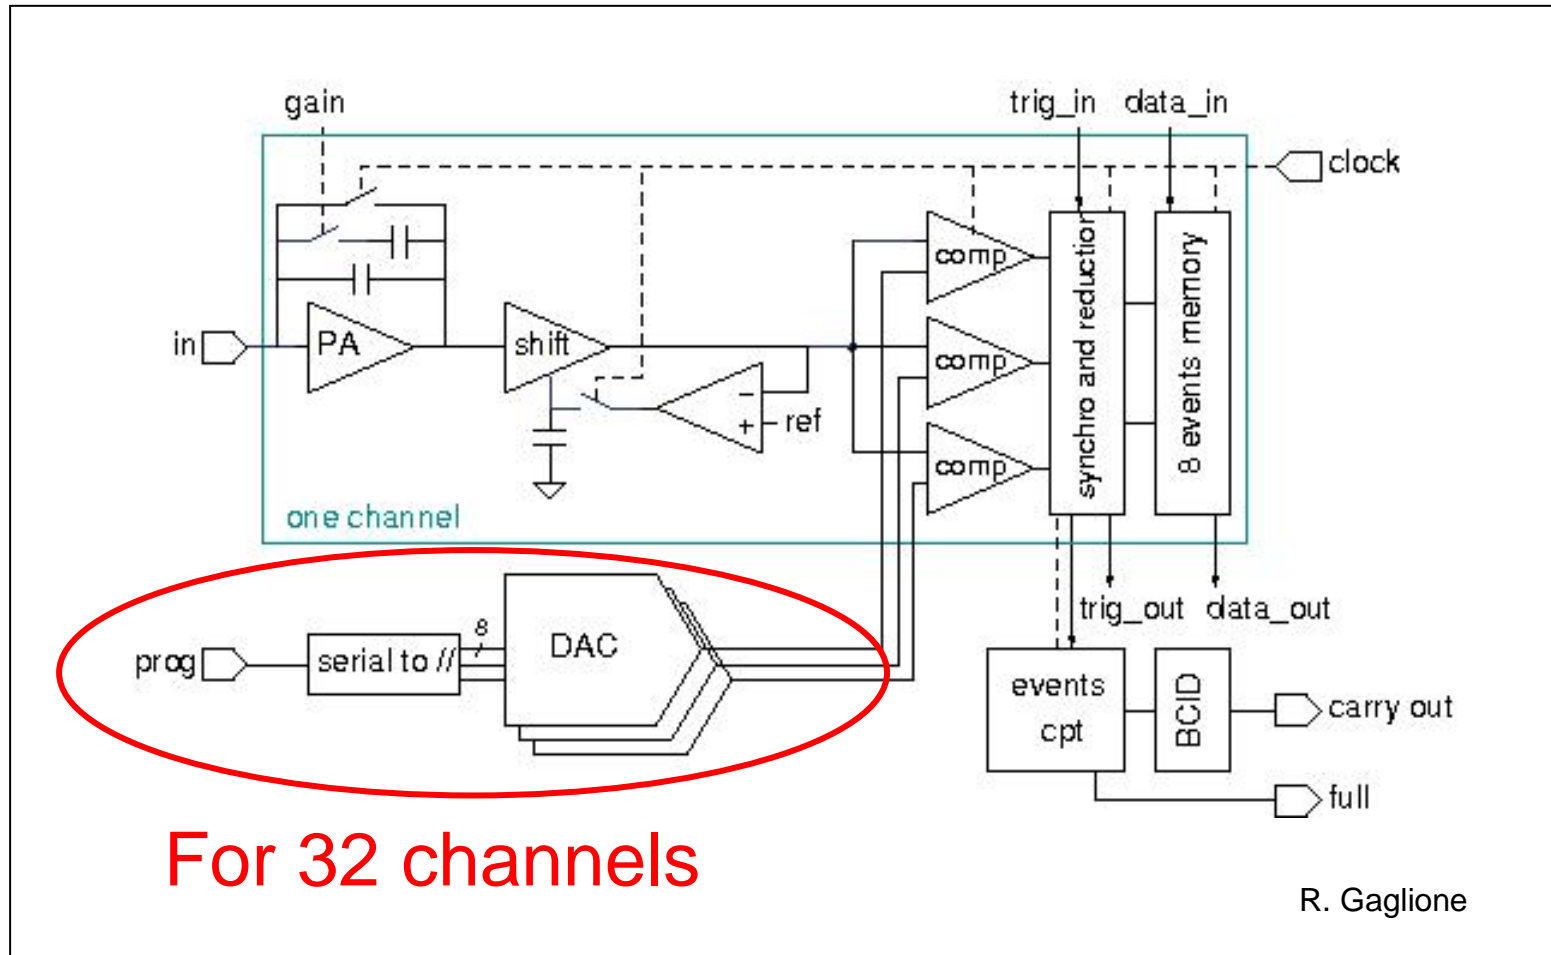 gain
trig_in
data_in
clock
in
PA
shift
comp
comp
comp
-
+
ref
synchro and reduction
8 events memory
one channel
trig_out
data_out
prog
serial to //
8
DAC
events
cpt
BCID
carry out
full
For 32 channels
R. Gaglione